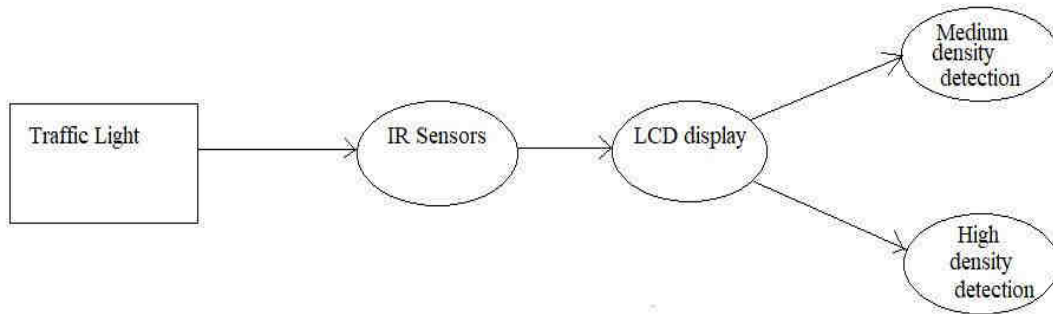 Traffic Light
IR Sensors
LCD display
Medium
density
detection
High
density
detection